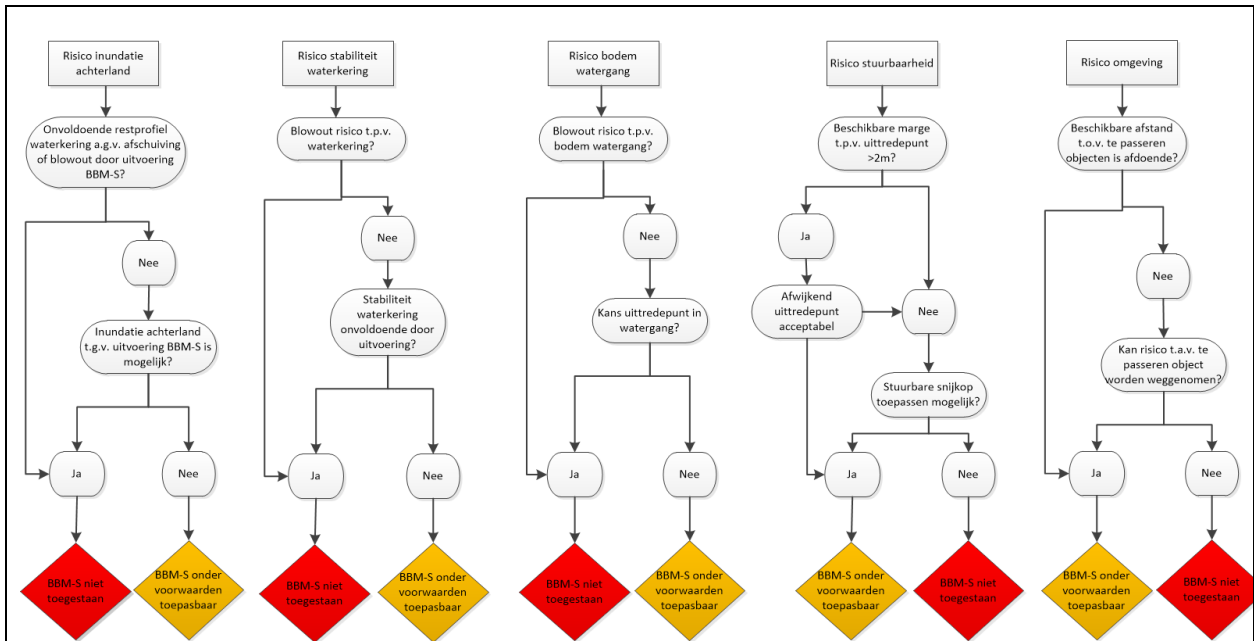 Risico inundatie
achterland
Onvoldoende restprofiel
waterkering a.g.v. afschuiving
of blowout door uitvoering
BBM-S?
Nee
Inundatie achterland
t.g.v. uitvoering BBM-S is
mogelijk?
Ja
Nee
BBM-S niet
toegestaan
BBM-S onder
voorwaarden
toepasbaar
Risico stabiliteit
waterkering
Blowout risico t.p.v.
waterkering?
Nee
Stabiliteit
waterkering
onvoldoende door
uitvoering?
Ja
Nee
BBM-S niet
toegestaan
BBM-S onder
voorwaarden
toepasbaar
Risico bodem
watergang
Blowout risico t.p.v.
bodem watergang?
Nee
Kans uittredepunt in
watergang?
Ja
Nee
BBM-S niet
toegestaan
BBM-S onder
voorwaarden
toepasbaar
Risico stuurbaarheid
Beschikbare marge
t.p.v. uittredepunt
>2m?
Ja
Afwijkend
uittredepunt
acceptabel
Nee
Stuurbare snijkop
toepassen mogelijk?
Ja
Nee
BBM-S onder
voorwaarden
toepasbaar
BBM-S niet
toegestaan
Risico omgeving
Beschikbare afstand
t.o.v. te passeren
objecten is afdoende?
Nee
Kan risico t.a.v. te
passeren object
worden weggenomen?
Ja
Nee
BBM-S onder
voorwaarden
toepasbaar
BBM-S niet
toegestaan